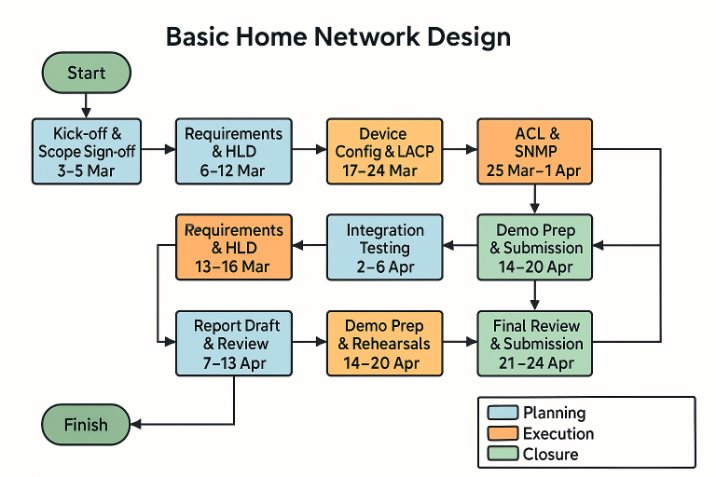 Basic Home Network Design
Start
Kick-off &
Scope Sign-off
3–5 Mar
Requirements
& HLD
6–12 Mar
Device
Config & LACP
17–24 Mar
ACL &
SNMP
25 Mar–1 Apr
Requirements
& HLD
13–16 Mar
Integration
Testing
2–6 Apr
Demo Prep
& Submission
14–20 Apr
Report Draft
& Review
7–13 Apr
Demo Prep
& Rehearsals
14–20 Apr
Final Review
& Submission
21–24 Apr
Finish
Planning
Execution
Closure